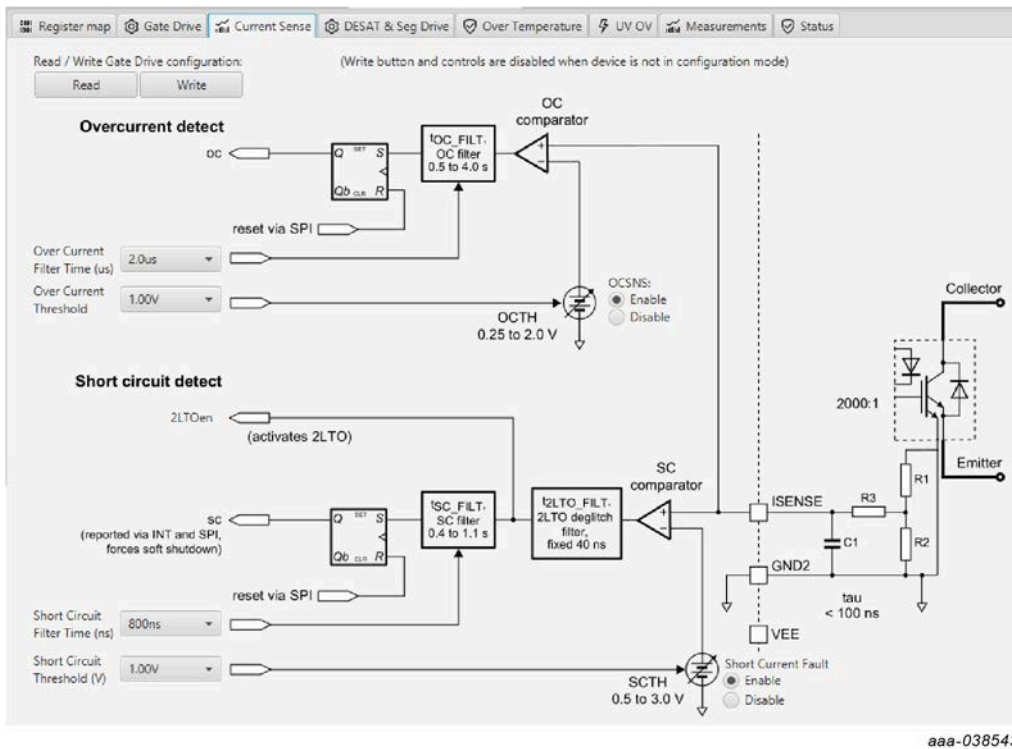 Register map
Gate Drive
Current Sense
DESAT & Seg Drive
Over Temperature
UV OV
Measurements
Status
Read / Write Gate Drive configuration:
(Write button and controls are disabled when device is not in configuration mode)
Read
Write
Overcurrent detect
OC
comparator
OC
Q
SET
S
Qb
CLR
R
tOC_FILT,
OC filter
0.5 to 4.0 s
+
−
reset via SPI
Over Current
Filter Time (us)
2.0us
Over Current
Threshold
1.00V
OCTH
0.25 to 2.0 V
OCSNS:
Enable
Disable
Collector
2000:1
Emitter
Short circuit detect
2LTOen
(activates 2LTO)
SC
comparator
SC
(reported via INT and SPI,
forces soft shutdown)
Q
SET
S
Qb
CLR
R
tSC_FILT,
SC filter
0.4 to 1.1 s
t2LTO_FILT,
2LTO deglitch
filter,
fixed 40 ns
+
−
ISENSE
R3
R1
R2
C1
GND2
tau
< 100 ns
VEE
reset via SPI
Short Circuit
Filter Time (ns)
800ns
Short Circuit
Threshold (V)
1.00V
SCTH
0.5 to 3.0 V
Short Current Fault
Enable
Disable